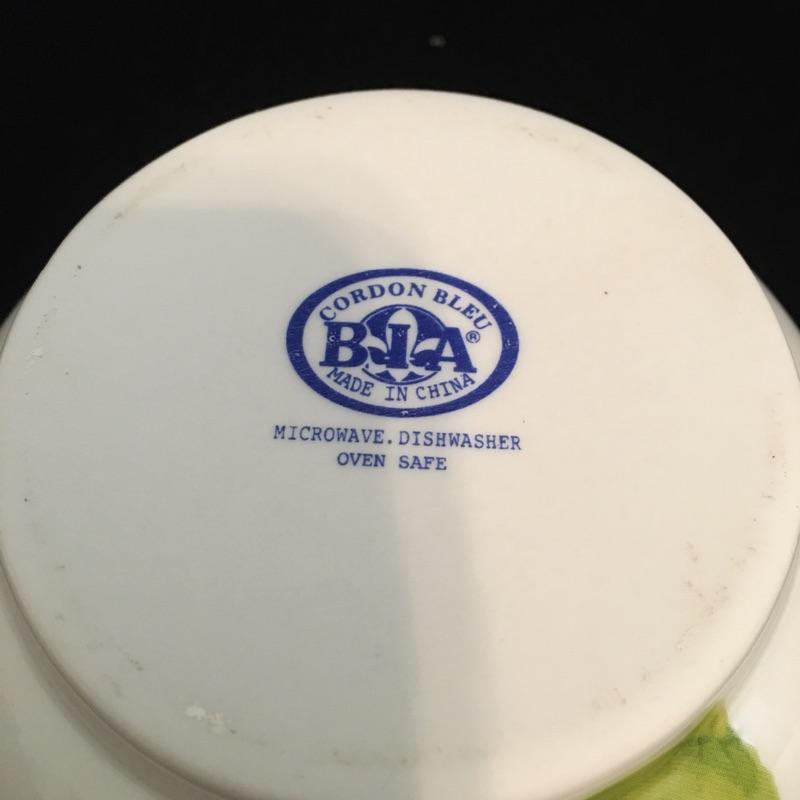 CORDON BLEU
BIA®
MADE IN CHINA
MICROWAVE.DISHWASHER
OVEN SAFE